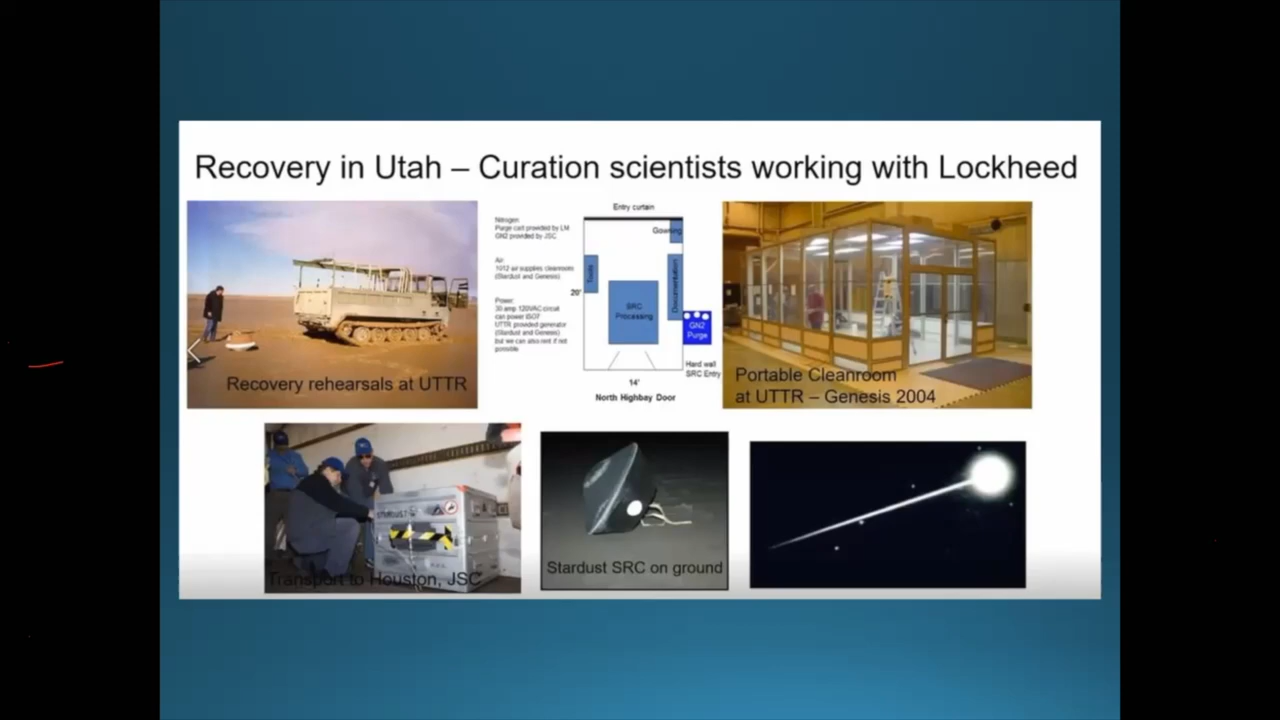 Recovery in Utah – Curation scientists working with Lockheed
Recovery rehearsals at UTTR
Nitrogen:
Purge cart provided by LM
GN2 provided by JSC
Air:
1012 air supplies cleanrooms
(Stardust and Genesis)
Power:
30 amp 120VAC circuit
can power
UTTR provided generator
(Stardust and Genesis)
but we can also rent if not
possible
Entry curtain
Gowning
Tools
Documentation
20'
SRC
Processing
GN2
Purge
Hard wall
SRC Entry
14'
North Highbay Door
Portable Cleanroom
at UTTR – Genesis 2004
STARDUST
Transport to Houston, JSC
Stardust SRC on ground